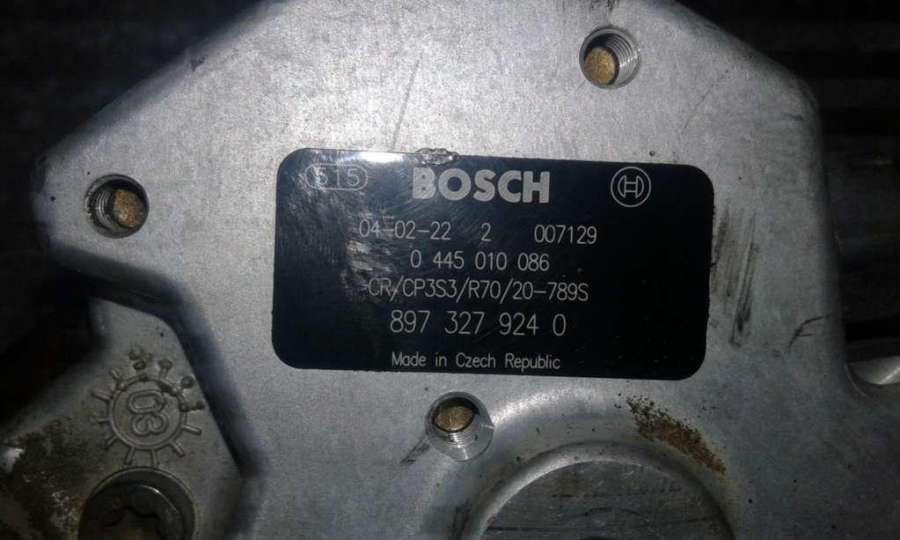 515 BOSCH
04-02-22 2 007129
0 445 010 086
CR/CP3S3/R70/20-789S
897 327 924 0
Made in Czech Republic
03